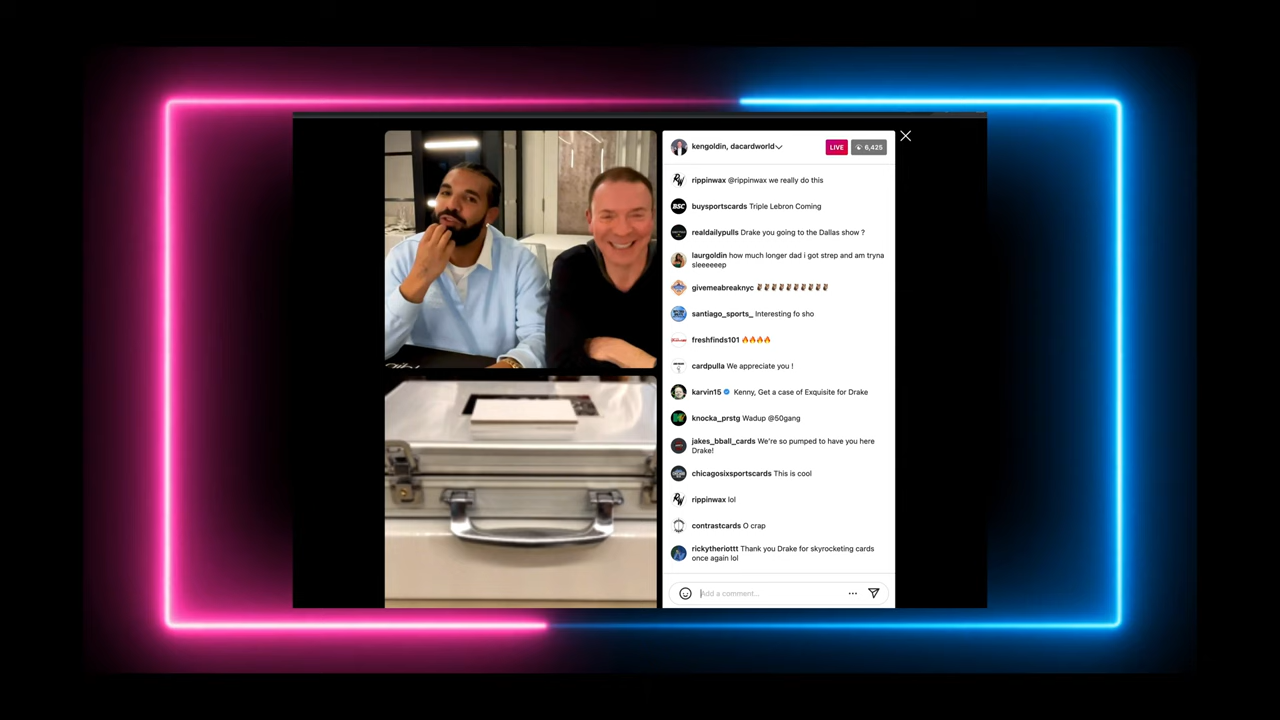 kengoldin, dacardworld
LIVE
6,425
rippinwax @rippinwax we really do this
buysportscards Triple Lebron Coming
realdailypulls Drake you going to the Dallas show ?
laurgoldin how much longer dad i got strep and am tryna
sleeeeeep
givemeabreaknyc
santiago_sports_ Interesting fo sho
freshfinds101 🔥🔥🔥🔥
cardpulla We appreciate you !
karvin15 Kenny, Get a case of Exquisite for Drake
knocka_prstg Wadup @50gang
jakes_bball_cards We're so pumped to have you here
Drake!
chicagosixsportscards This is cool
rippinwax lol
contrastcards O crap
rickytheriottt Thank you Drake for skyrocketing cards
once again lol
Add a comment...
BSC
RW
RW